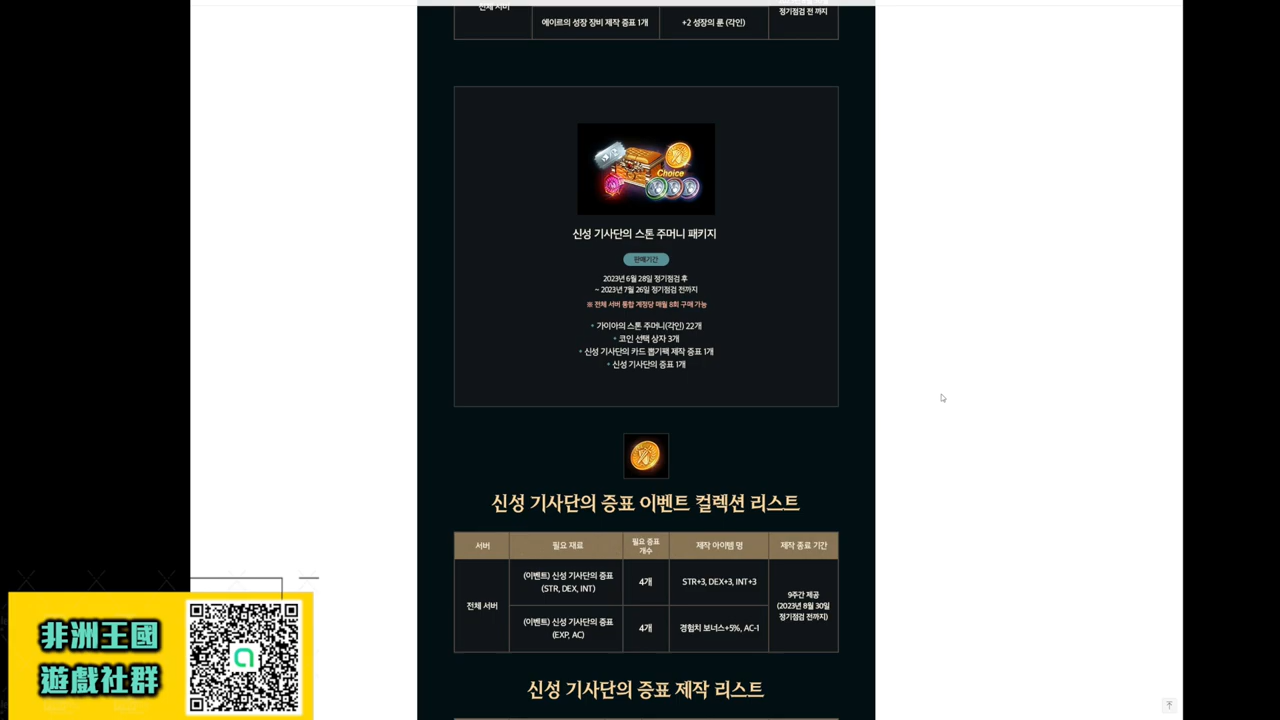 전체 서버
에이르의 성장 장비 제작 증표 1개
+2 성장의 룬 (각인)
정기점검 전 까지
Choice
신성 기사단의 스톤 주머니 패키지
판매기간
2023년 6월 28일 정기점검 후
~ 2023년 7월 26일 정기점검 전까지
※ 전체 서버 통합 계정당 매월 8회 구매 가능
• 가이아의 스톤 주머니(각인) 22개
• 코인 선택 상자 3개
• 신성 기사단의 카드 뽑기팩 제작 증표 1개
• 신성 기사단의 증표 1개
신성 기사단의 증표 이벤트 컬렉션 리스트
서버
필요 재료
필요 증표
개수
제작 아이템 명
제작 종료 기간
전체 서버
(이벤트) 신성 기사단의 증표
(STR, DEX, INT)
4개
STR+3, DEX+3, INT+3
(이벤트) 신성 기사단의 증표
(EXP, AC)
4개
경험치 보너스+5%, AC-1
9주간 제공
(2023년 8월 30일
정기점검 전까지)
신성 기사단의 증표 제작 리스트
非洲王國
遊戲社群